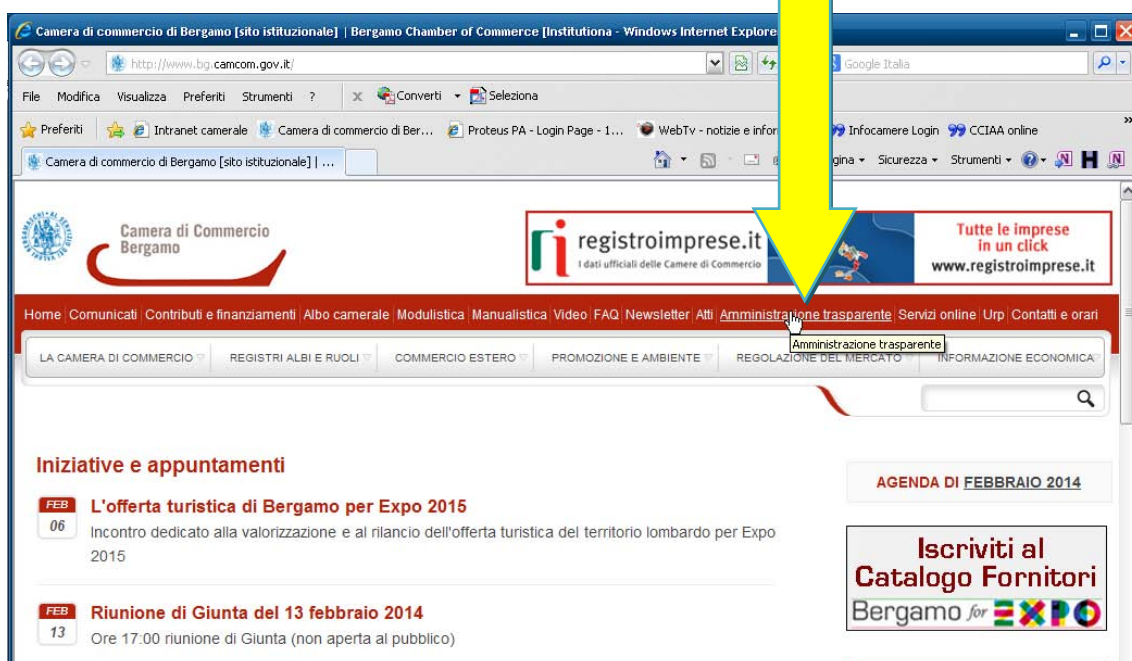 Camera di commercio di Bergamo [sito istituzionale] | Bergamo Chamber of Commerce [Institutiona - Windows Internet Explore
http://www.bg.camcom.gov.it/
Google Italia
File Modifica Visualizza Preferiti Strumenti ? x Converti Seleziona
Preferiti Intranet camerale Camera di commercio di Ber... Proteus PA - Login Page - 1... WebTv - notizie e infor Infocamere Login CCIAA online »
Camera di commercio di Bergamo [sito istituzionale] | ... Sicurezza Strumenti
Camera di Commercio
Bergamo
registroimprese.it
I dati ufficiali delle Camere di Commercio
Tutte le imprese
in un click
www.registroimprese.it
Home Comunicati Contributi e finanziamenti Albo camerale Modulistica Manualistica Video FAQ Newsletter Atti Amministrazione trasparente Servizi online Urp Contatti e orari
Amministrazione trasparente
LA CAMERA DI COMMERCIO REGISTRI ALBI E RUOLI COMMERCIO ESTERO PROMOZIONE E AMBIENTE REGOLAZIONE DEL MERCATO INFORMAZIONE ECONOMICA
Iniziative e appuntamenti
FEB
06
L'offerta turistica di Bergamo per Expo 2015
Incontro dedicato alla valorizzazione e al rilancio dell'offerta turistica del territorio lombardo per Expo
2015
FEB
13
Riunione di Giunta del 13 febbraio 2014
Ore 17:00 riunione di Giunta (non aperta al pubblico)
AGENDA DI FEBBRAIO 2014
Iscriviti al
Catalogo Fornitori
Bergamo for EXPO